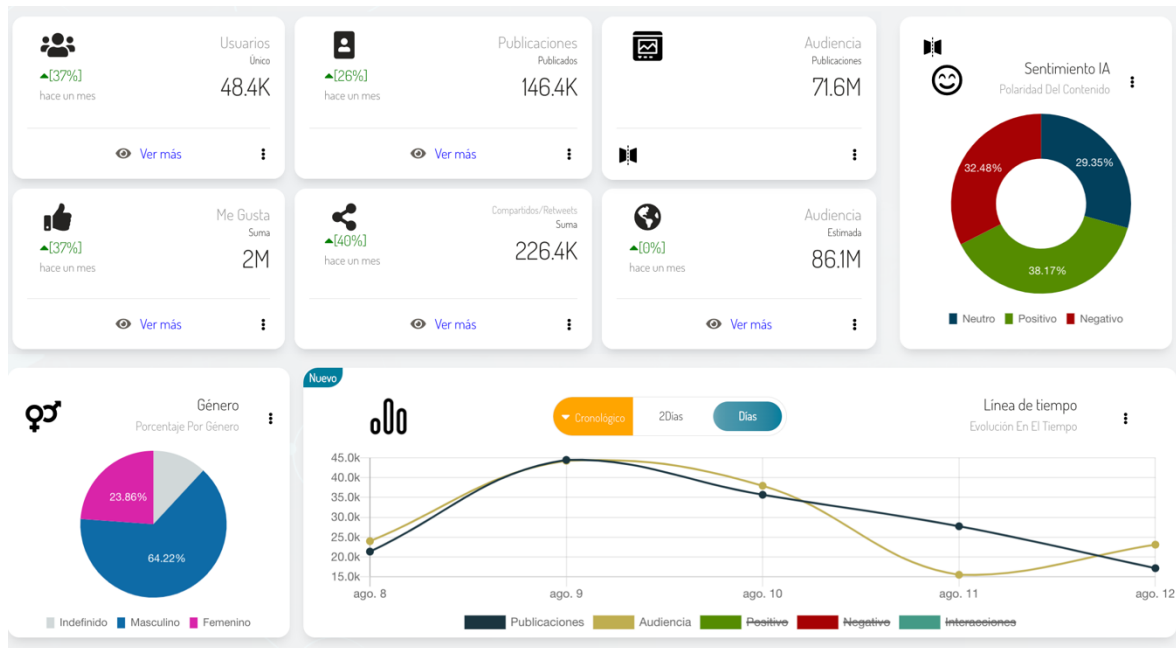 Usuarios
Único
▲[37%]
hace un mes
48.4K
Ver más
Publicaciones
Publicados
▲[26%]
hace un mes
146.4K
Ver más
Audiencia
Publicaciones
71.6M
Sentimiento IA
Polaridad Del Contenido
32.48%
29.35%
38.17%
Neutro Positivo Negativo
Me Gusta
Suma
▲[37%]
hace un mes
2M
Ver más
Compartidos/Retweets
Suma
▲[40%]
hace un mes
226.4K
Ver más
Audiencia
Estimada
▲[0%]
hace un mes
86.1M
Ver más
Género
Porcentaje Por Género
23.86%
64.22%
Indefinido Masculino Femenino
Nuevo
Cronológico 2Días Días
Línea de tiempo
Evolución En El Tiempo
45.0k
40.0k
35.0k
30.0k
25.0k
20.0k
15.0k
ago. 8 ago. 9 ago. 10 ago. 11 ago. 12
Publicaciones Audiencia Positivo Negativo Interacciones